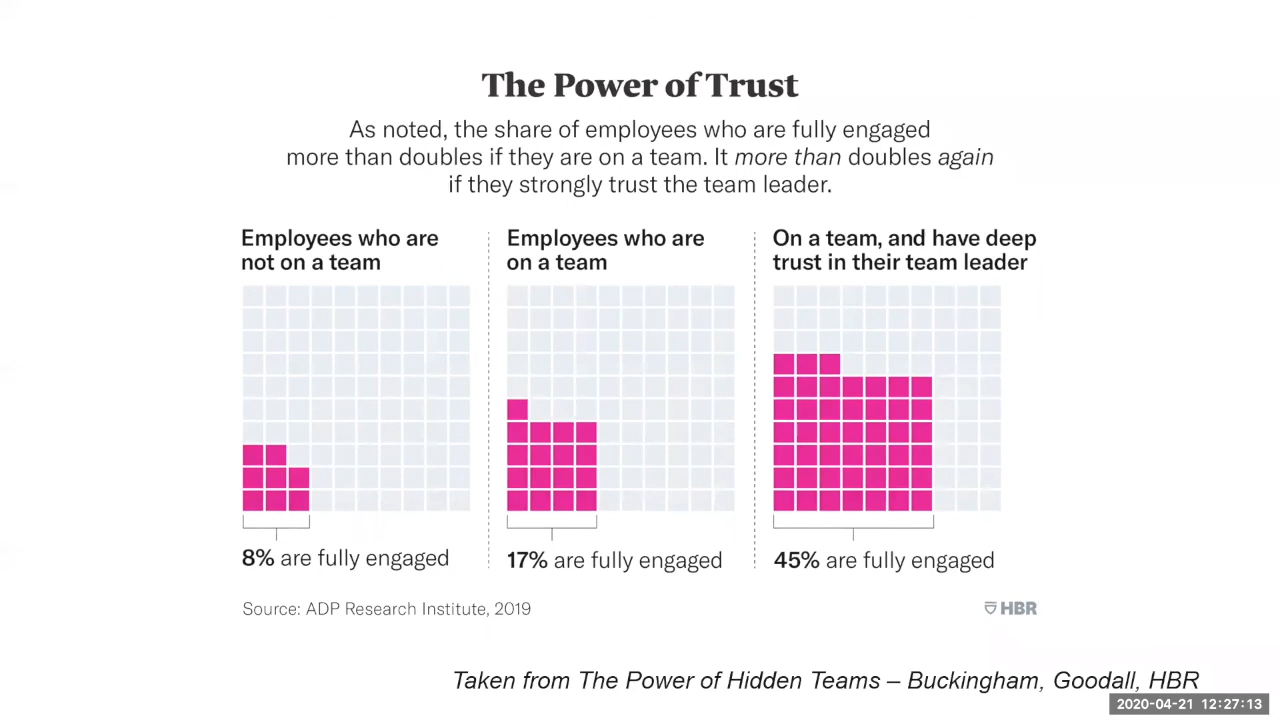 The Power of Trust
As noted, the share of employees who are fully engaged
more than doubles if they are on a team. It more than doubles again
if they strongly trust the team leader.
Employees who are
not on a team
8% are fully engaged
Employees who are
on a team
17% are fully engaged
On a team, and have deep
trust in their team leader
45% are fully engaged
Source: ADP Research Institute, 2019
HBR
Taken from The Power of Hidden Teams – Buckingham, Goodall, HBR
2020-04-21 12:27:13